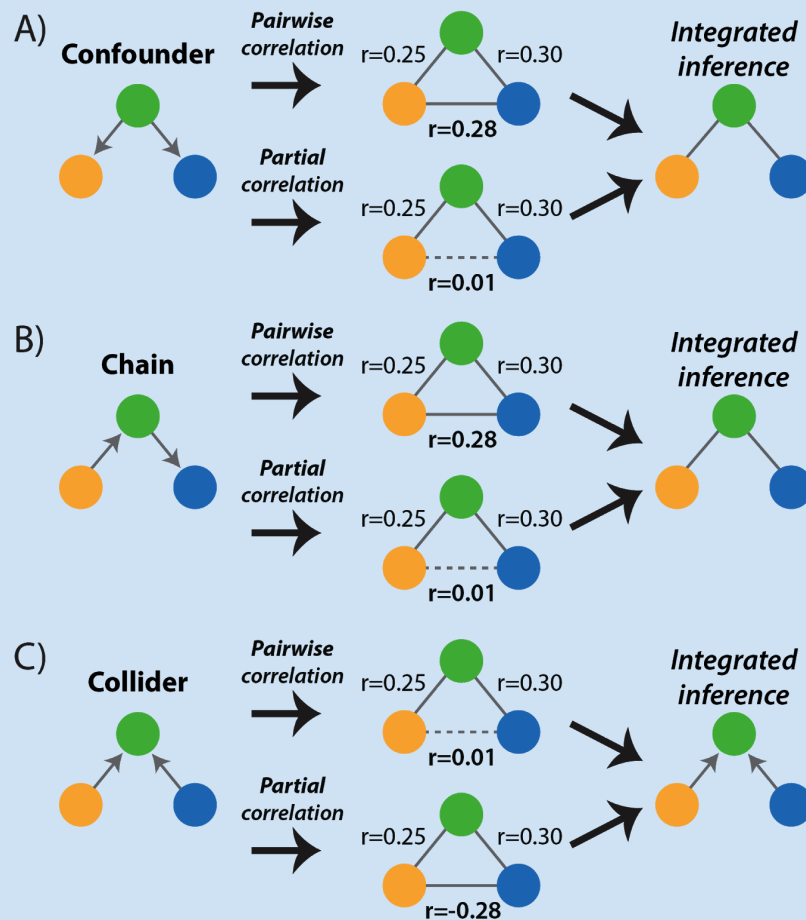 A)
Confounder
Pairwise
correlation
r=0.25
r=0.30
r=0.28
Partial
correlation
r=0.25
r=0.30
r=0.01
Integrated
inference
B)
Chain
Pairwise
correlation
r=0.25
r=0.30
r=0.28
Partial
correlation
r=0.25
r=0.30
r=0.01
Integrated
inference
C)
Collider
Pairwise
correlation
r=0.25
r=0.30
r=0.01
Partial
correlation
r=0.25
r=0.30
r=-0.28
Integrated
inference